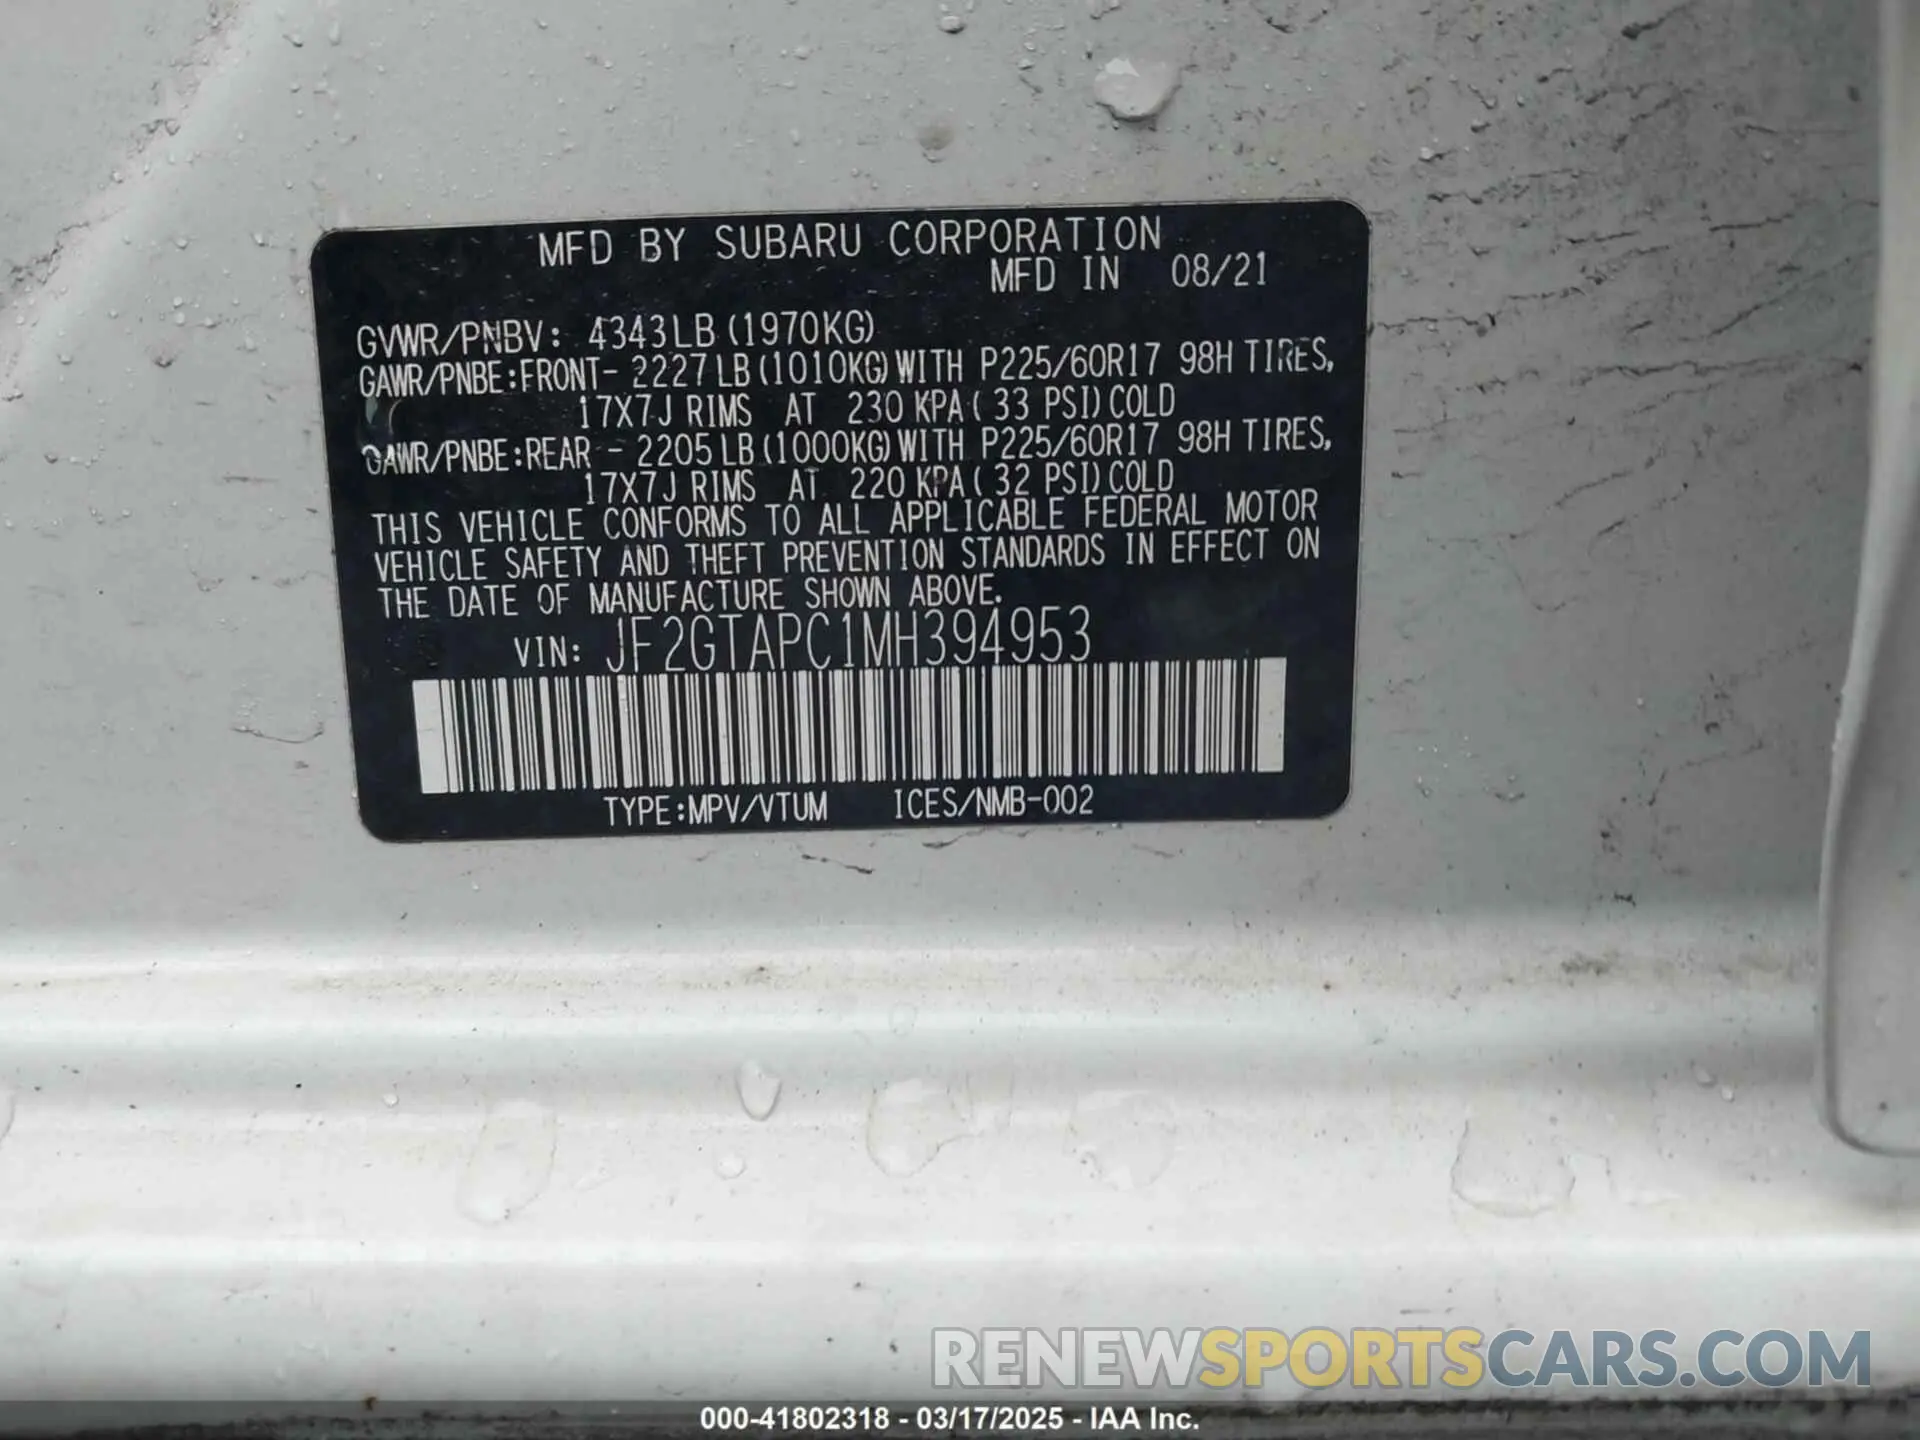 MFD BY SUBARU CORPORATION
MFD IN 08/21
GVWR/PNBV: 4343LB (1970KG)
GAWR/PNBE:FRONT- 2227LB (1010KG)WITH P225/60R17 98H TIRES,
17X7J RIMS AT 230 KPA( 33 PSI)COLD
GAWR/PNBE:REAR - 2205LB (1000KG)WITH P225/60R17 98H TIRES,
17X7J RIMS AT 220 KPA( 32 PSI)COLD
THIS VEHICLE CONFORMS TO ALL APPLICABLE FEDERAL MOTOR
VEHICLE SAFETY AND THEFT PREVENTION STANDARDS IN EFFECT ON
THE DATE OF MANUFACTURE SHOWN ABOVE.
VIN: JF2GTAPC1MH394953
TYPE:MPV/VTUM ICES/NMB-002
RENEWSPORTSCARS.COM
000-41802318 - 03/17/2025 - IAA Inc.